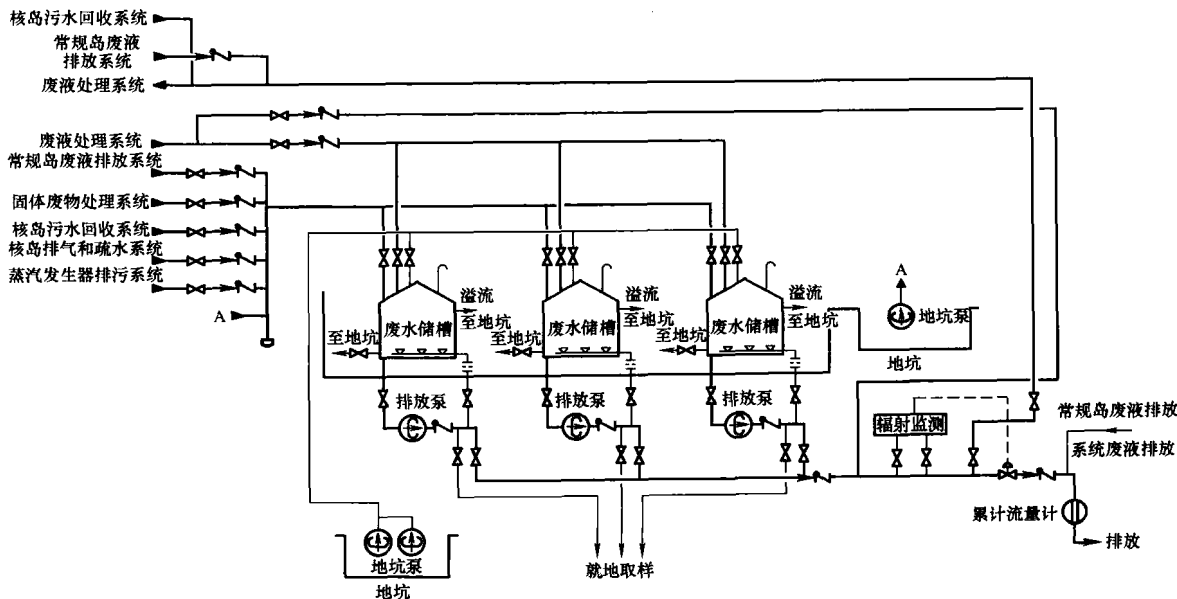 核岛污水回收系统
常规岛废液
排放系统
废液处理系统
废液处理系统
常规岛废液排放系统
固体废物处理系统
核岛污水回收系统
核岛排气和疏水系统
蒸汽发生器排污系统
A
溢流
至地坑
废水储槽
至地坑
溢流
至地坑
废水储槽
至地坑
溢流
至地坑
废水储槽
至地坑
A
地坑泵
地坑
排放泵
排放泵
排放泵
辐射监测
常规岛废液排放
系统废液排放
累计流量计
排放
地坑泵
地坑
就地取样